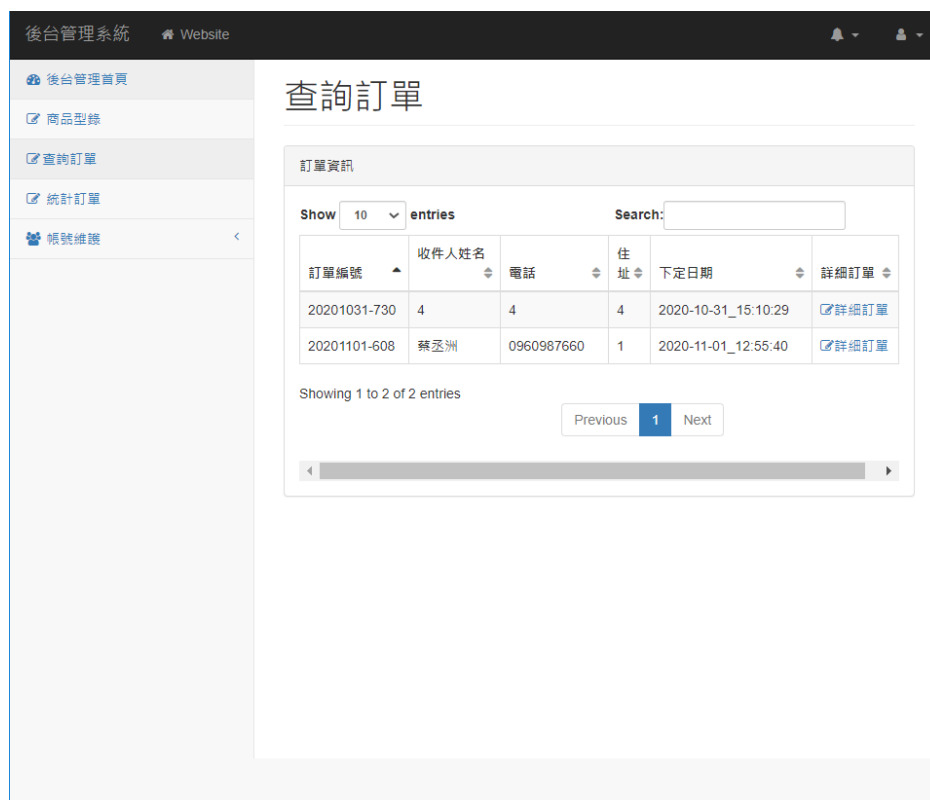 後台管理系統 Website
後台管理首頁
商品型錄
查詢訂單
統計訂單
帳號維護
查詢訂單
訂單資訊
Show 10 entries Search:
訂單編號 收件人姓名 電話 住址 下定日期 詳細訂單
20201031-730 4 4 4 2020-10-31_15:10:29 詳細訂單
20201101-608 蔡丞洲 0960987660 1 2020-11-01_12:55:40 詳細訂單
Showing 1 to 2 of 2 entries
Previous 1 Next